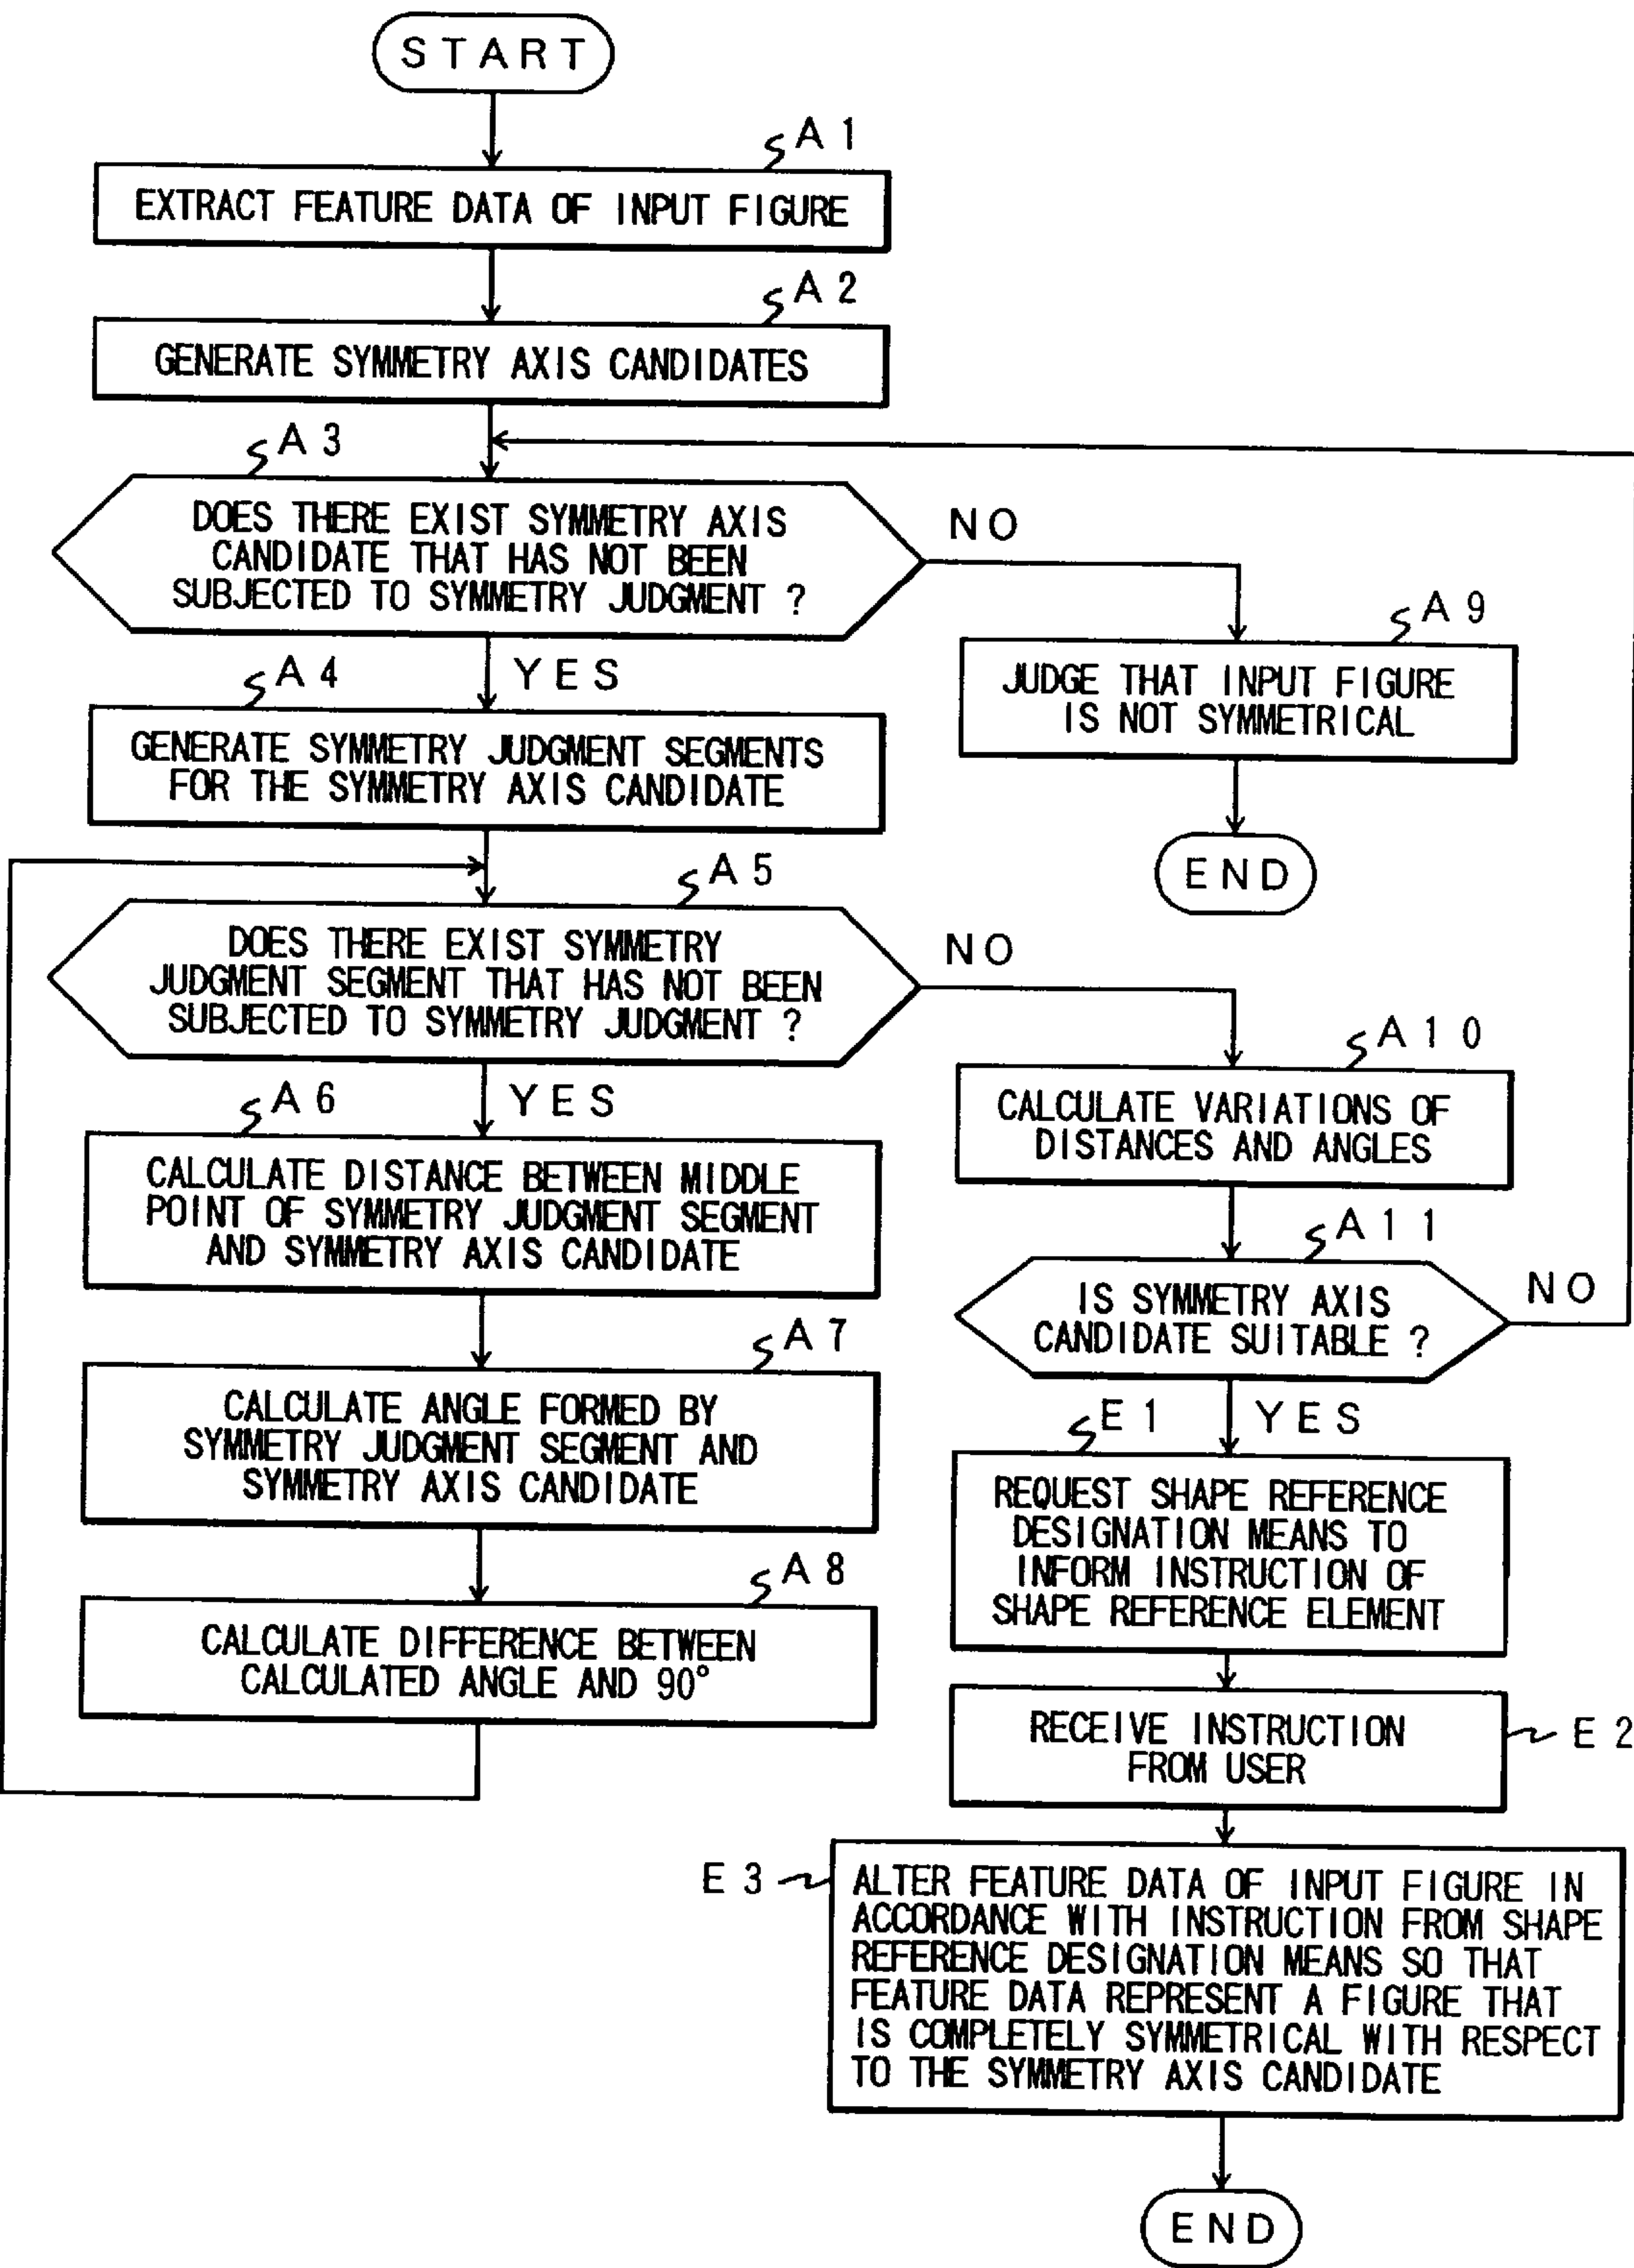 START
A1
EXTRACT FEATURE DATA OF INPUT FIGURE
A2
GENERATE SYMMETRY AXIS CANDIDATES
A3
DOES THERE EXIST SYMMETRY AXIS
CANDIDATE THAT HAS NOT BEEN
SUBJECTED TO SYMMETRY JUDGMENT ?
NO
YES
A9
JUDGE THAT INPUT FIGURE
IS NOT SYMMETRICAL
END
A4
GENERATE SYMMETRY JUDGMENT SEGMENTS
FOR THE SYMMETRY AXIS CANDIDATE
A5
DOES THERE EXIST SYMMETRY
JUDGMENT SEGMENT THAT HAS NOT BEEN
SUBJECTED TO SYMMETRY JUDGMENT ?
NO
YES
A6
CALCULATE DISTANCE BETWEEN MIDDLE
POINT OF SYMMETRY JUDGMENT SEGMENT
AND SYMMETRY AXIS CANDIDATE
A7
CALCULATE ANGLE FORMED BY
SYMMETRY JUDGMENT SEGMENT AND
SYMMETRY AXIS CANDIDATE
A8
CALCULATE DIFFERENCE BETWEEN
CALCULATED ANGLE AND 90°
A10
CALCULATE VARIATIONS OF
DISTANCES AND ANGLES
A11
IS SYMMETRY AXIS
CANDIDATE SUITABLE ?
NO
YES
E1
REQUEST SHAPE REFERENCE
DESIGNATION MEANS TO
INFORM INSTRUCTION OF
SHAPE REFERENCE ELEMENT
RECEIVE INSTRUCTION
FROM USER
E2
E3
ALTER FEATURE DATA OF INPUT FIGURE IN
ACCORDANCE WITH INSTRUCTION FROM SHAPE
REFERENCE DESIGNATION MEANS SO THAT
FEATURE DATA REPRESENT A FIGURE THAT
IS COMPLETELY SYMMETRICAL WITH RESPECT
TO THE SYMMETRY AXIS CANDIDATE
END